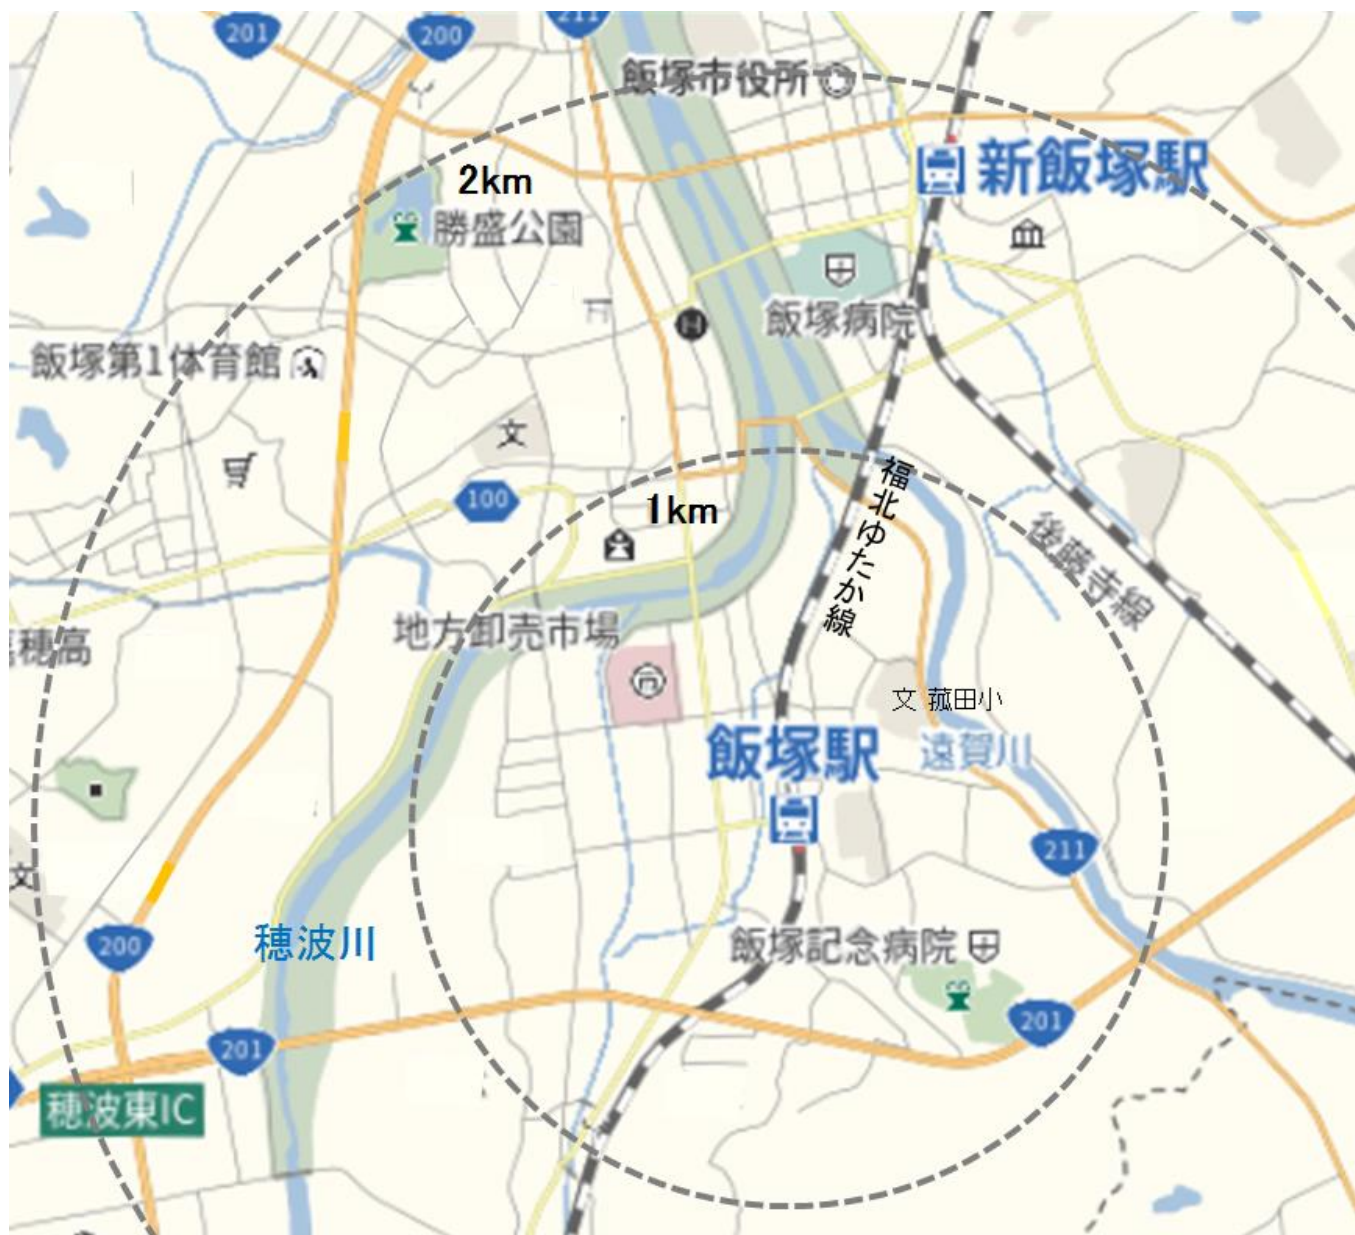 201
200
211
飯塚市役所
新飯塚駅
2km
勝盛公園
飯塚病院
飯塚第1体育館
文
100
1km
福北ゆたか線
後藤寺線
地方卸売市場
穂高
文 菰田小
飯塚駅
遠賀川
211
文
200
穂波川
飯塚記念病院
201
201
穂波東IC